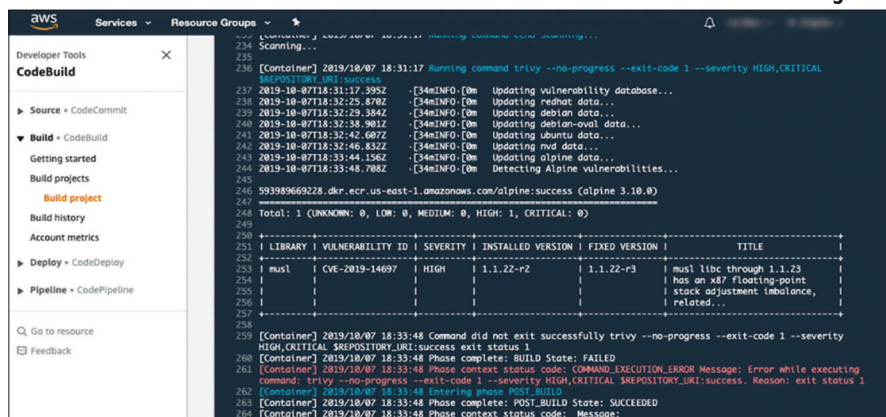 aws Services Resource Groups
Developer Tools
CodeBuild
Source • CodeCommit
Build • CodeBuild
Getting started
Build projects
Build project
Build history
Account metrics
Deploy • CodeDeploy
Pipeline • CodePipeline
Go to resource
Feedback
234 Scanning...
235
236 [Container] 2019/10/07 18:31:17 Running command trivy --no-progress --exit-code 1 --severity HIGH,CRITICAL
$REPOSITORY_URI:success
237 2019-10-07T18:31:17.395Z ·[34mINFO·[0m Updating vulnerability database...
238 2019-10-07T18:32:25.870Z ·[34mINFO·[0m Updating redhat data...
239 2019-10-07T18:32:29.384Z ·[34mINFO·[0m Updating debian data...
240 2019-10-07T18:32:38.901Z ·[34mINFO·[0m Updating debian-oval data...
241 2019-10-07T18:32:42.607Z ·[34mINFO·[0m Updating ubuntu data...
242 2019-10-07T18:32:46.832Z ·[34mINFO·[0m Updating nvd data...
243 2019-10-07T18:33:44.156Z ·[34mINFO·[0m Updating alpine data...
244 2019-10-07T18:33:48.708Z ·[34mINFO·[0m Detecting Alpine vulnerabilities...
245
246 593989669228.dkr.ecr.us-east-1.amazonaws.com/alpine:success (alpine 3.10.0)
247 ================================================================
248 Total: 1 (UNKNOWN: 0, LOW: 0, MEDIUM: 0, HIGH: 1, CRITICAL: 0)
249
250
251 | LIBRARY | VULNERABILITY ID | SEVERITY | INSTALLED VERSION | FIXED VERSION | TITLE |
252
253 | musl | CVE-2019-14697 | HIGH | 1.1.22-r2 | 1.1.22-r3 | musl libc through 1.1.23 |
254 | | | | | | has an x87 floating-point |
255 | | | | | | stack adjustment imbalance, |
256 | | | | | | related... |
257
258
259 [Container] 2019/10/07 18:33:48 Command did not exit successfully trivy --no-progress --exit-code 1 --severity
HIGH,CRITICAL $REPOSITORY_URI:success exit status 1
260 [Container] 2019/10/07 18:33:48 Phase complete: BUILD State: FAILED
261 [Container] 2019/10/07 18:33:48 Phase context status code: COMMAND_EXECUTION_ERROR Message: Error while executing
command: trivy --no-progress --exit-code 1 --severity HIGH,CRITICAL $REPOSITORY_URI:success. Reason: exit status 1
262 [Container] 2019/10/07 18:33:48 Entering phase POST_BUILD
263 [Container] 2019/10/07 18:33:48 Phase complete: POST_BUILD State: SUCCEEDED
264 [Container] 2019/10/07 18:33:48 Phase context status code: Message: